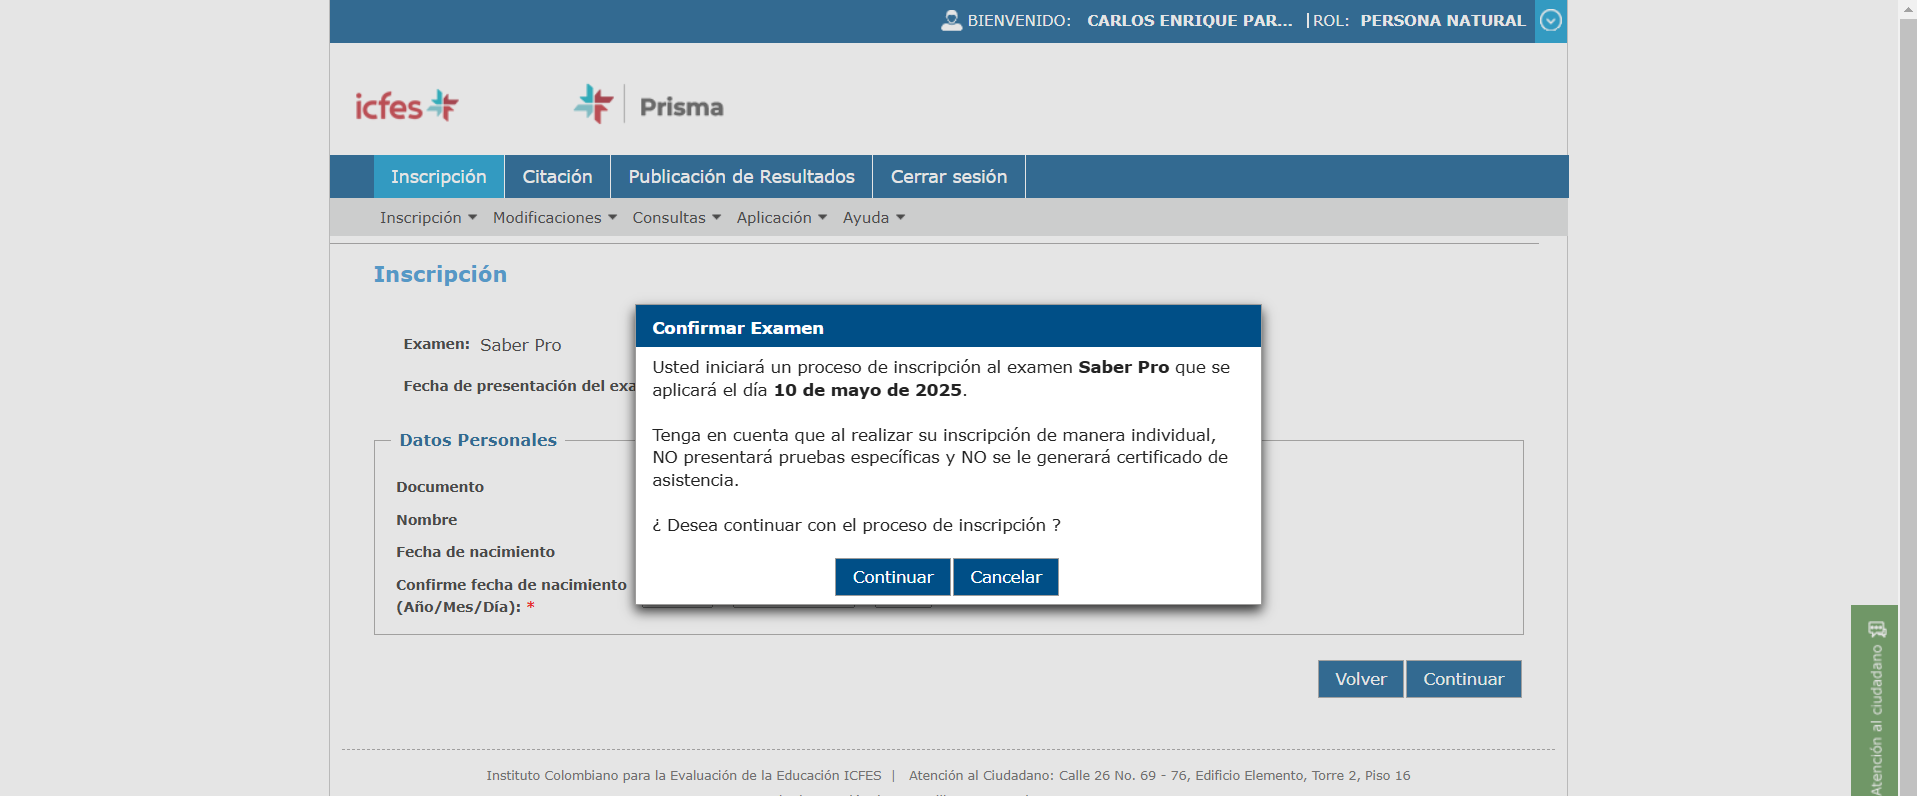 BIENVENIDO: CARLOS ENRIQUE PAR... | ROL: PERSONA NATURAL
icfes
Prisma
Inscripción Citación Publicación de Resultados Cerrar sesión
Inscripción Modificaciones Consultas Aplicación Ayuda
Inscripción
Examen: Saber Pro
Fecha de presentación del exa
Confirmar Examen
Usted iniciará un proceso de inscripción al examen Saber Pro que se
aplicará el día 10 de mayo de 2025.
Tenga en cuenta que al realizar su inscripción de manera individual,
NO presentará pruebas específicas y NO se le generará certificado de
asistencia.
¿ Desea continuar con el proceso de inscripción ?
Continuar Cancelar
Datos Personales
Documento
Nombre
Fecha de nacimiento
Confirme fecha de nacimiento
(Año/Mes/Día): *
Volver Continuar
Atención al ciudadano
Instituto Colombiano para la Evaluación de la Educación ICFES | Atención al Ciudadano: Calle 26 No. 69 - 76, Edificio Elemento, Torre 2, Piso 16